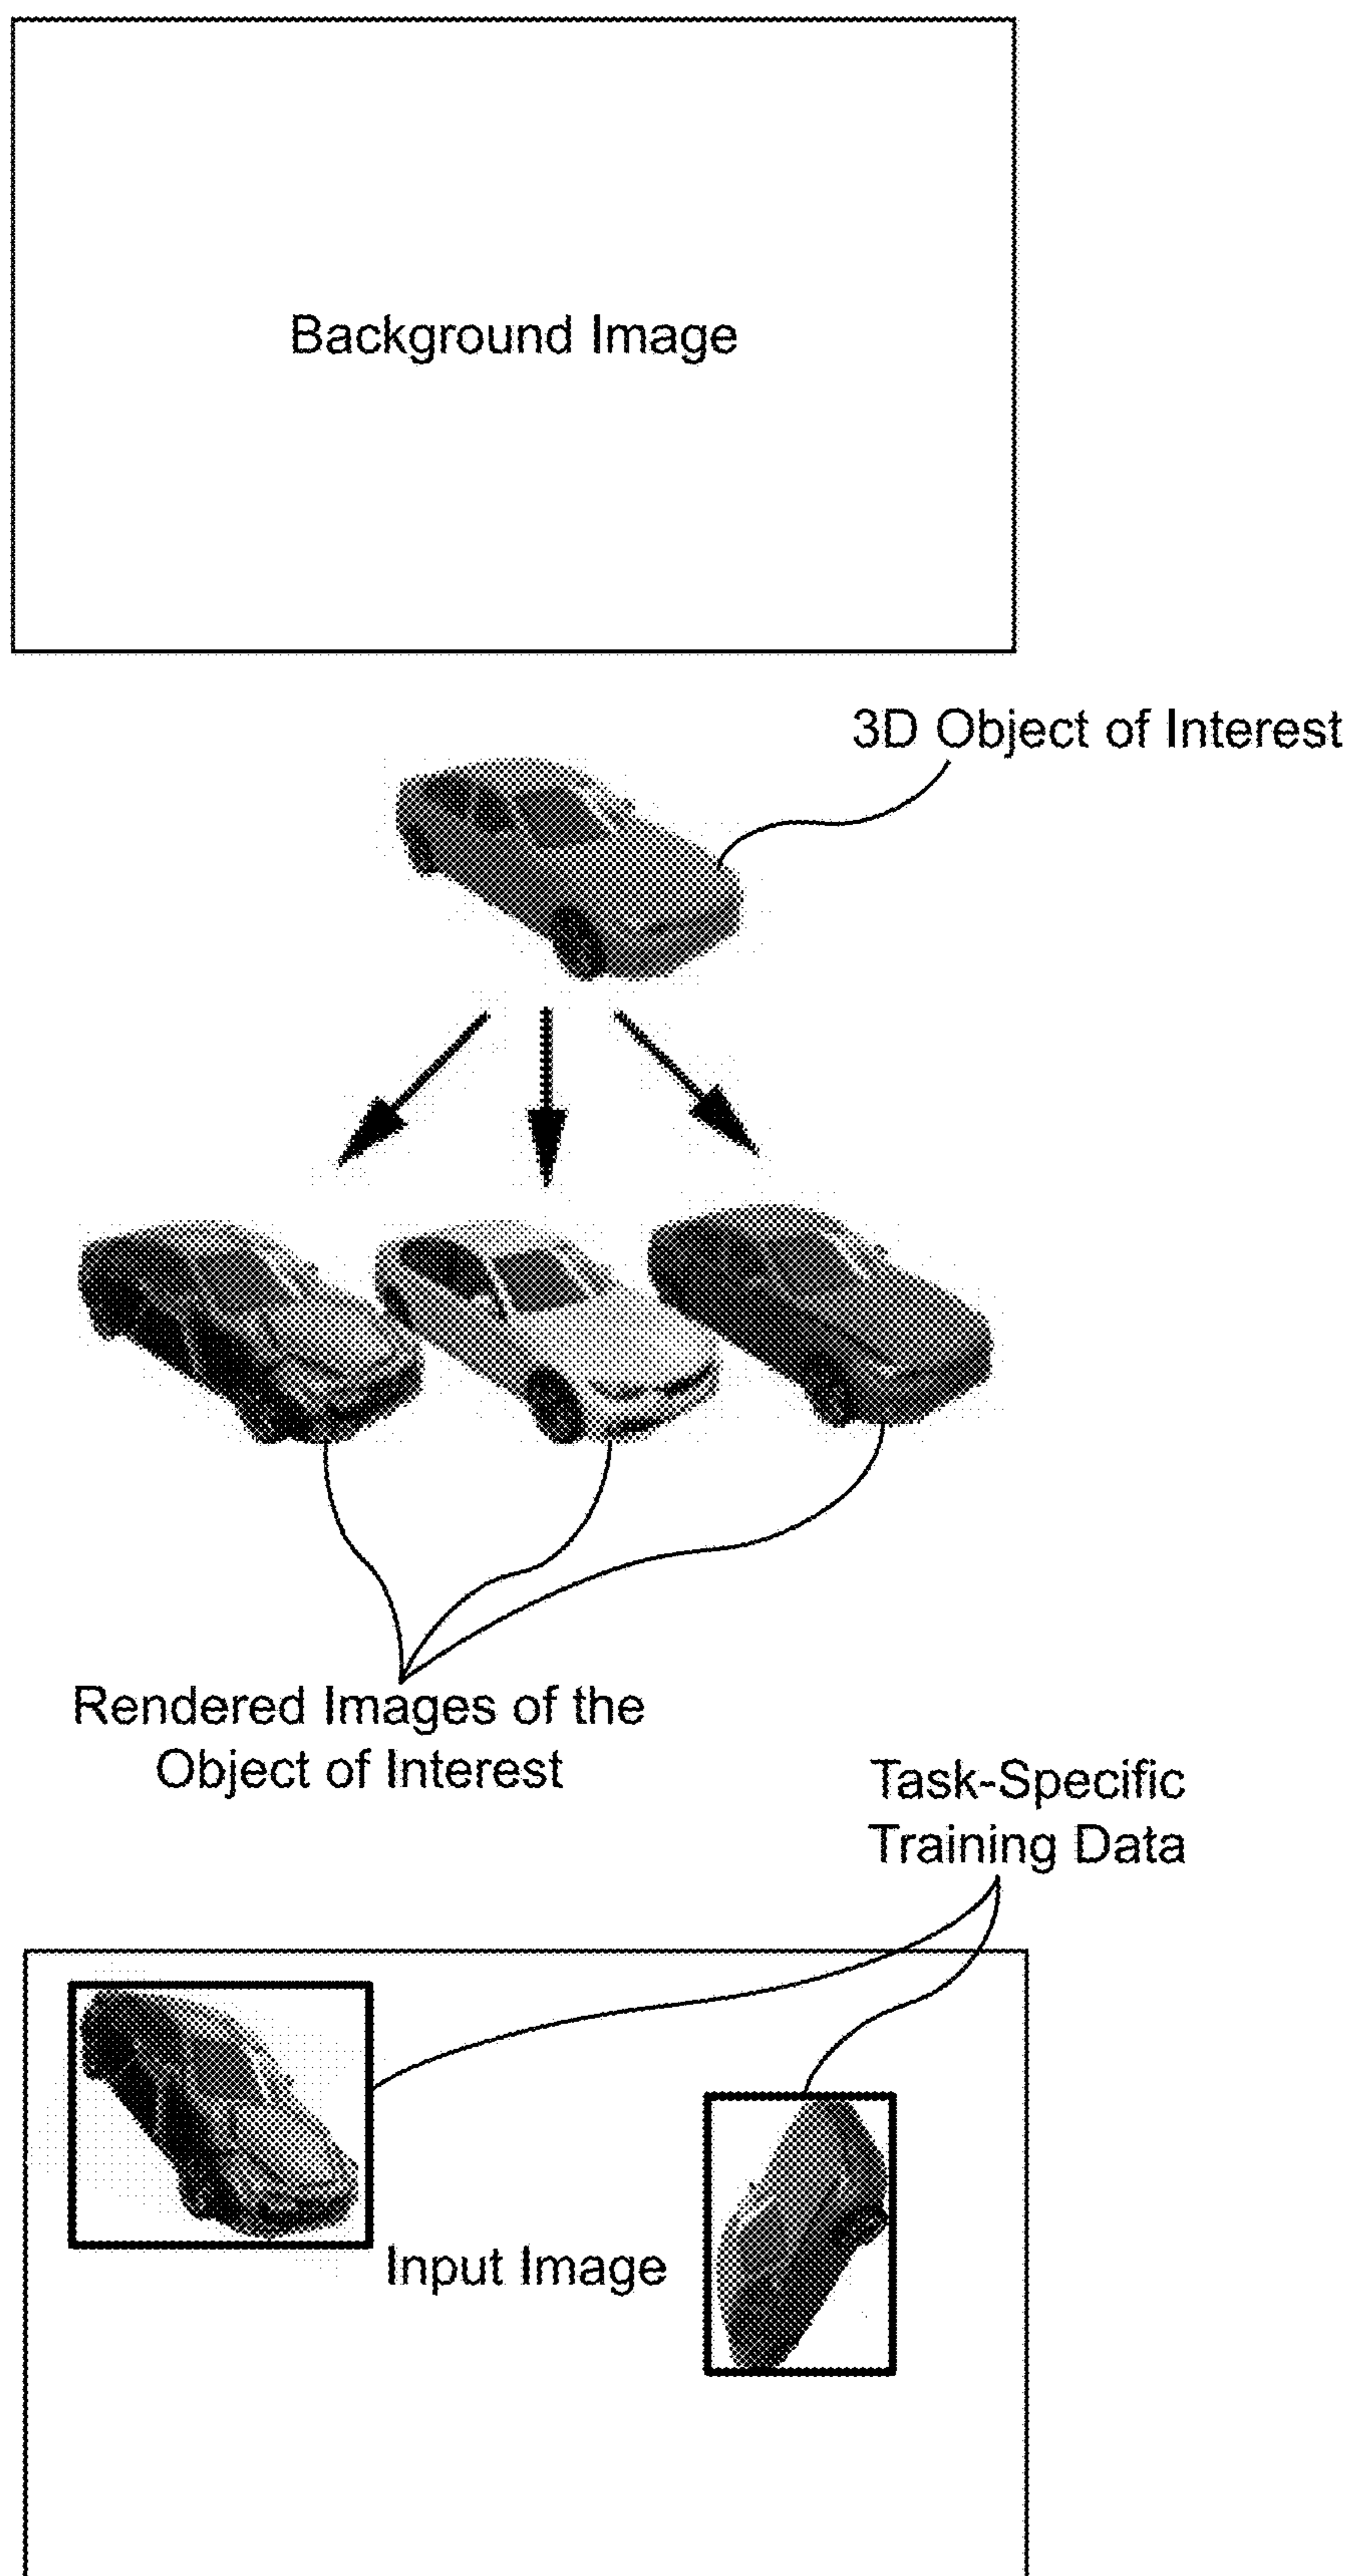 Background Image
3D Object of Interest
Rendered Images of the
Object of Interest
Task-Specific
Training Data
Input Image